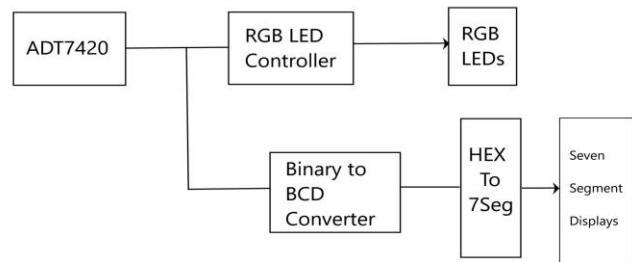 ADT7420
RGB LED
Controller
RGB
LEDs
Binary to
BCD
Converter
HEX
To
7Seg
Seven
Segment
Displays